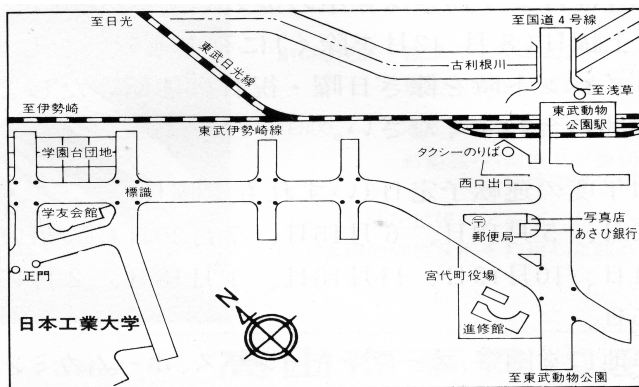 至日光
至国道4号線
古利根川
東武日光線
至浅草
至伊勢崎
東武動物
公園駅
東武伊勢崎線
タクシーのりば
学園台団地
西口出口
標識
写真店
学友会館
〒
郵便局
あさひ銀行
宮代町役場
正門
N
日本工業大学
進修館
至東武動物公園